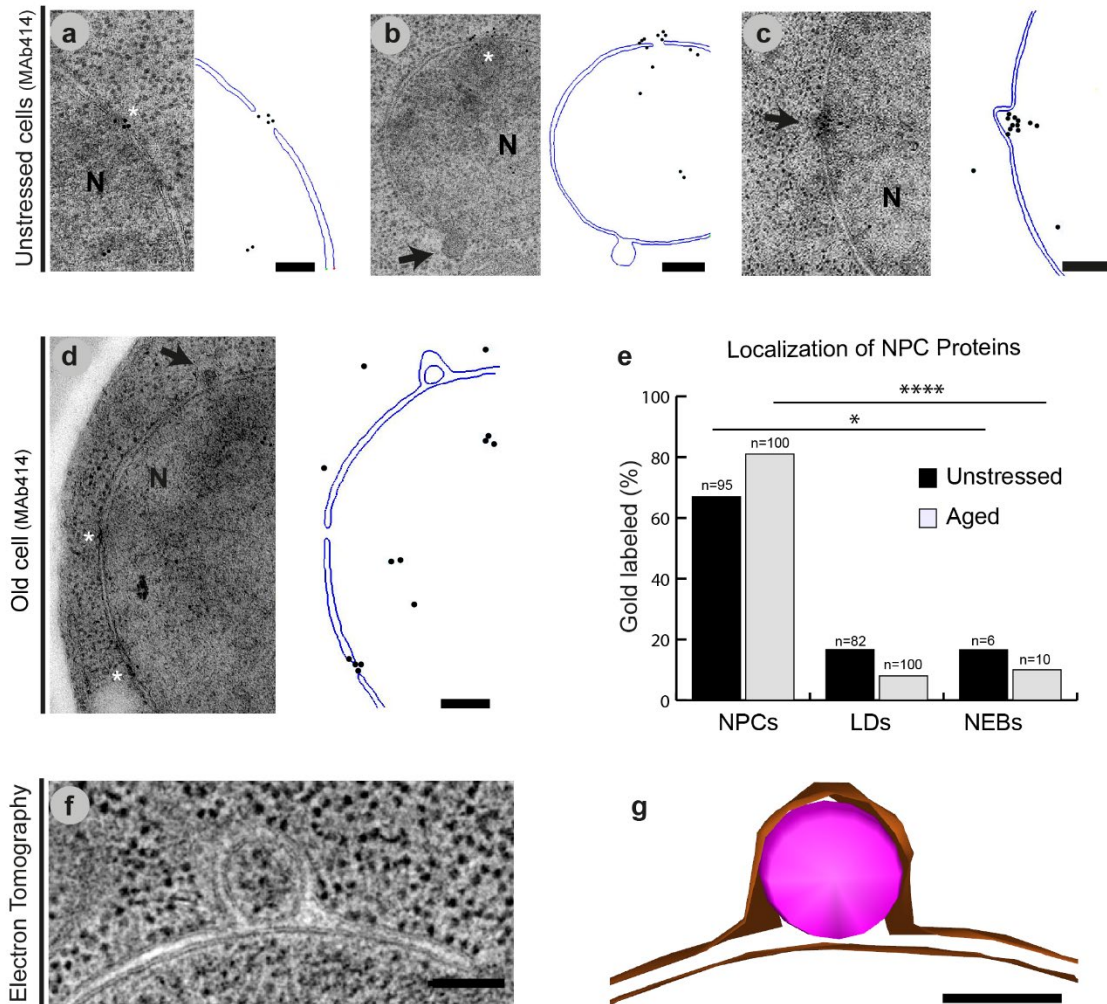 Unstressed cells (MAb414)
a
*
N
b
*
N
c
N
Old cell (MAb414)
d
N
*
*
e
Localization of NPC Proteins
****
*
Gold labeled (%)
100
80
60
40
20
0
n=95
n=100
n=82
n=100
n=6
n=10
Unstressed
Aged
NPCs
LDs
NEBs
Electron Tomography
f
g